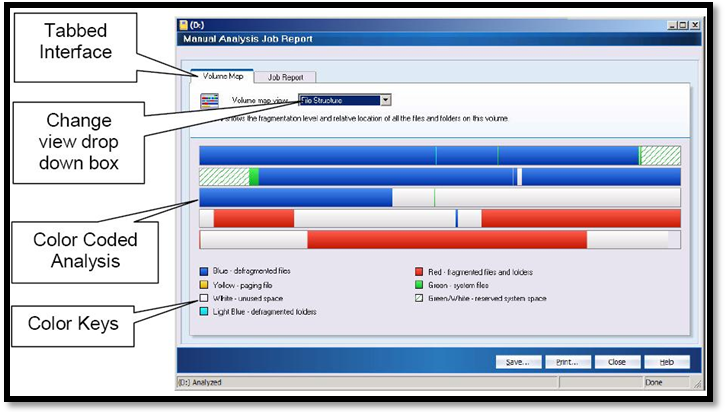 Tabbed
Interface
Change
view drop
down box
Color Coded
Analysis
Color Keys
(D:)
Manual Analysis Job Report
Volume Map
Job Report
Volume map view:
File Structure
shows the fragmentation level and relative location of all the files and folders on this volume.
Blue - defragmented files
Red - fragmented files and folders
Yellow - paging file
Green - system files
White - unused space
Green/White - reserved system space
Light Blue - defragmented folders
Save...
Print...
Close
Help
(D:) Analyzed
Done